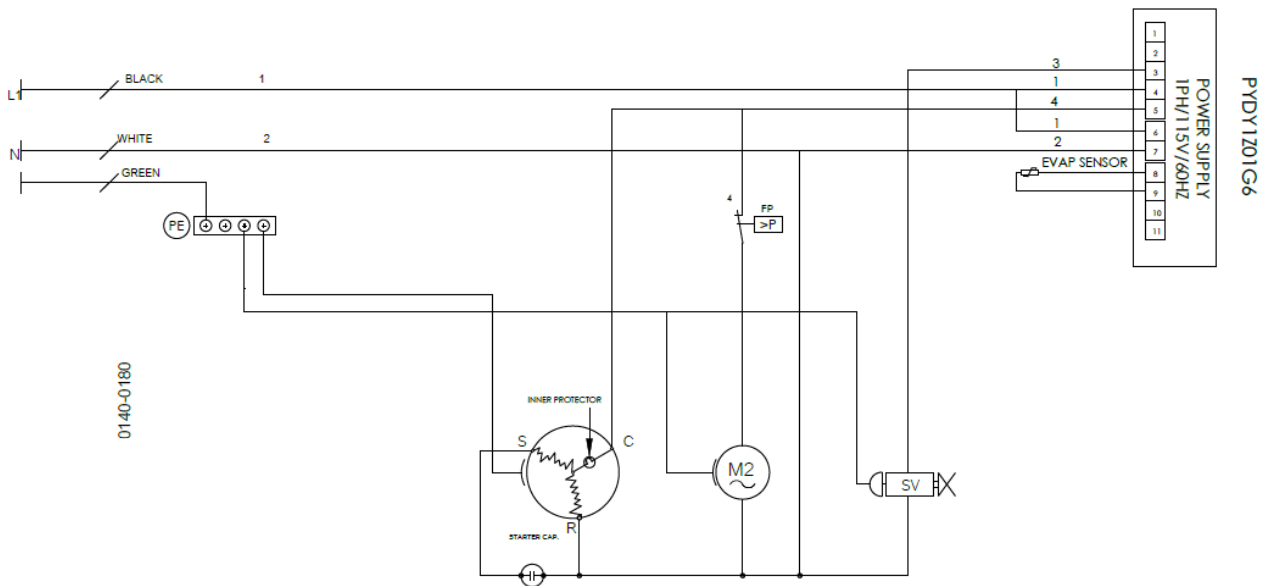 L1
BLACK
1
N
WHITE
2
GREEN
PE
3
1
4
1
2
EVAP SENSOR
1
2
3
4
5
6
7
8
9
10
11
POWER SUPPLY
1PH/115V/60HZ
PYDY1Z01G6
4
FP
>P
0140-0180
INNER PROTECTOR
S
C
R
M2
SV
STARTER CAP.